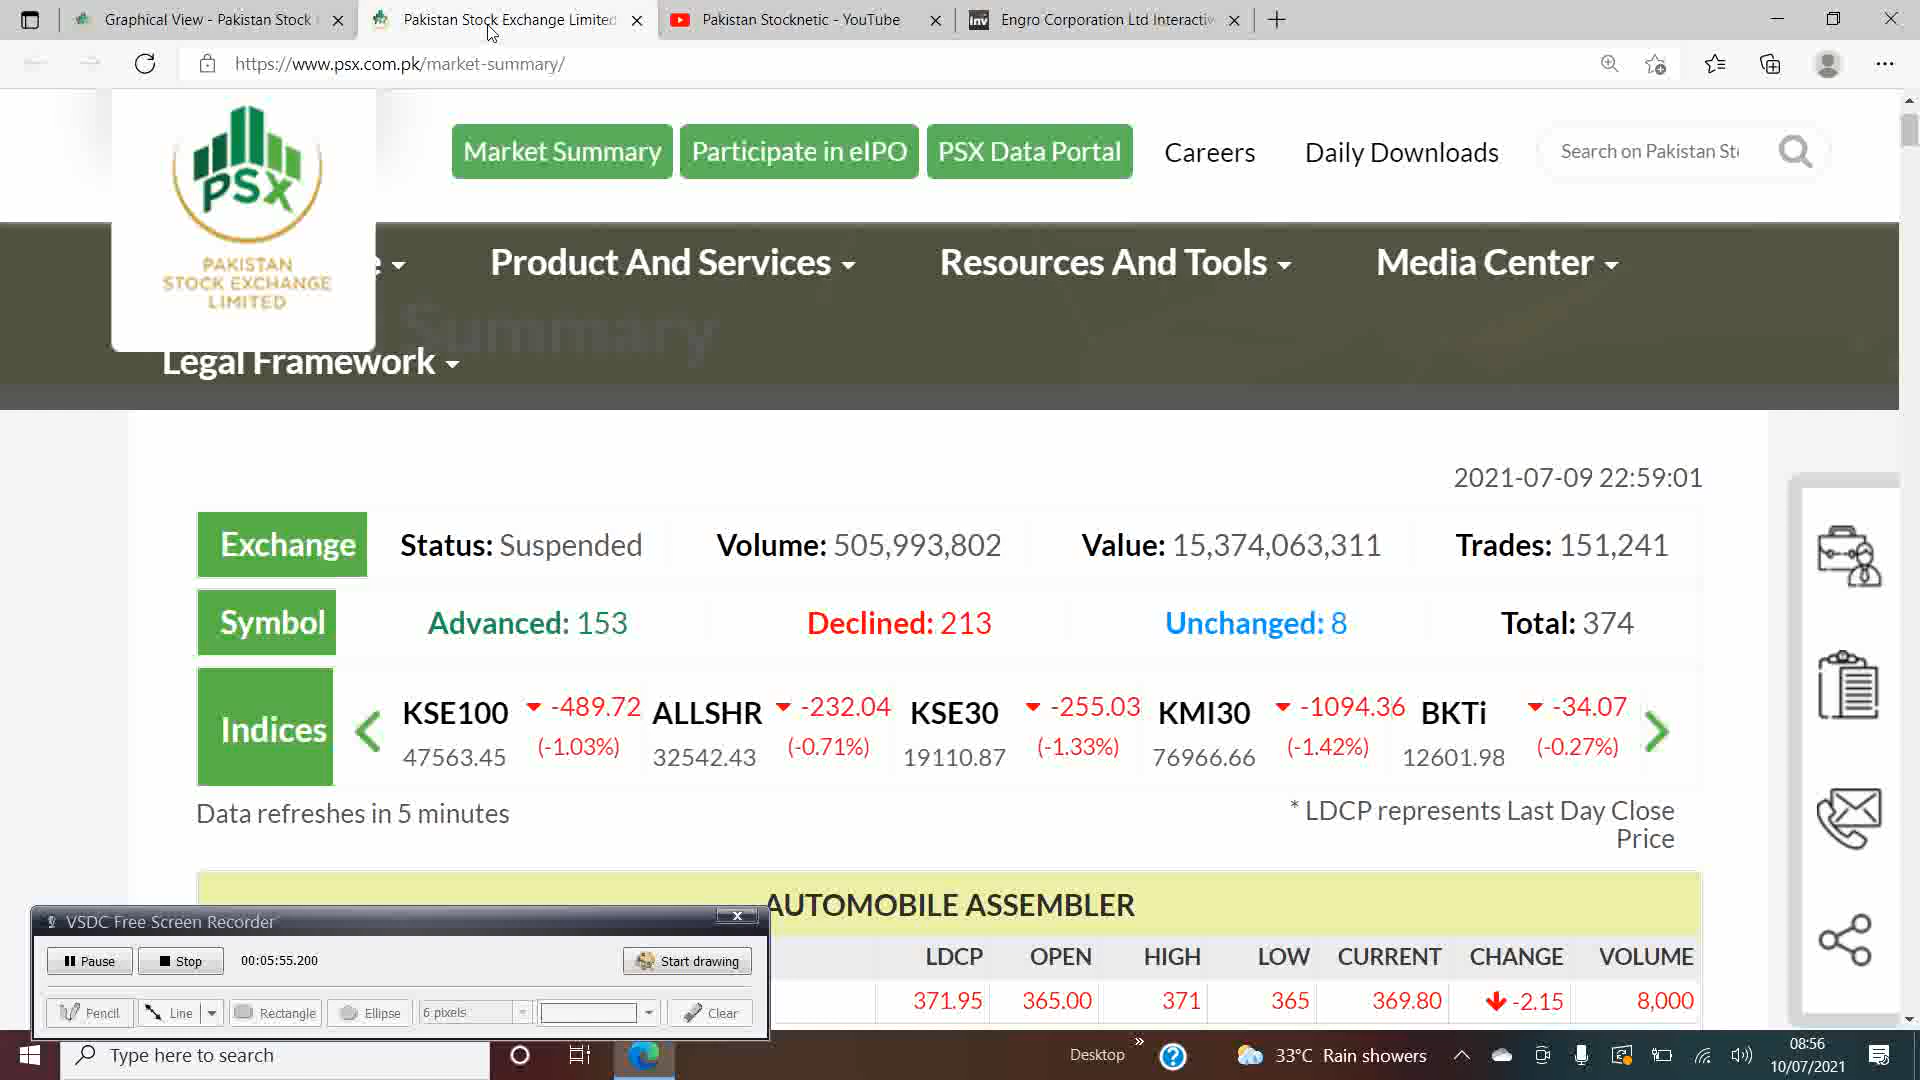 Graphical View - Pakistan Stock
Pakistan Stock Exchange Limited
Pakistan Stocknetic - YouTube
inv Engro Corporation Ltd Interactiv
https://www.psx.com.pk/market-summary/
PSX
PAKISTAN
STOCK EXCHANGE
LIMITED
Market Summary
Participate in eIPO
PSX Data Portal
Careers
Daily Downloads
Search on Pakistan Sto
e
Product And Services
Resources And Tools
Media Center
Summary
Legal Framework
2021-07-09 22:59:01
Exchange Status: Suspended Volume: 505,993,802 Value: 15,374,063,311 Trades: 151,241
Symbol Advanced: 153 Declined: 213 Unchanged: 8 Total: 374
Indices
KSE100 -489.72 ALLSHR -232.04 KSE30 -255.03 KMI30 -1094.36 BKTi -34.07
47563.45 (-1.03%) 32542.43 (-0.71%) 19110.87 (-1.33%) 76966.66 (-1.42%) 12601.98 (-0.27%)
Data refreshes in 5 minutes
* LDCP represents Last Day Close
Price
AUTOMOBILE ASSEMBLER
LDCP OPEN HIGH LOW CURRENT CHANGE VOLUME
371.95 365.00 371 365 369.80 -2.15 8,000
VSDC Free Screen Recorder
Pause Stop 00:05:55.200 Start drawing
Pencil Line Rectangle Ellipse 6 pixels Clear
Type here to search
Desktop
33°C Rain showers
08:56
10/07/2021